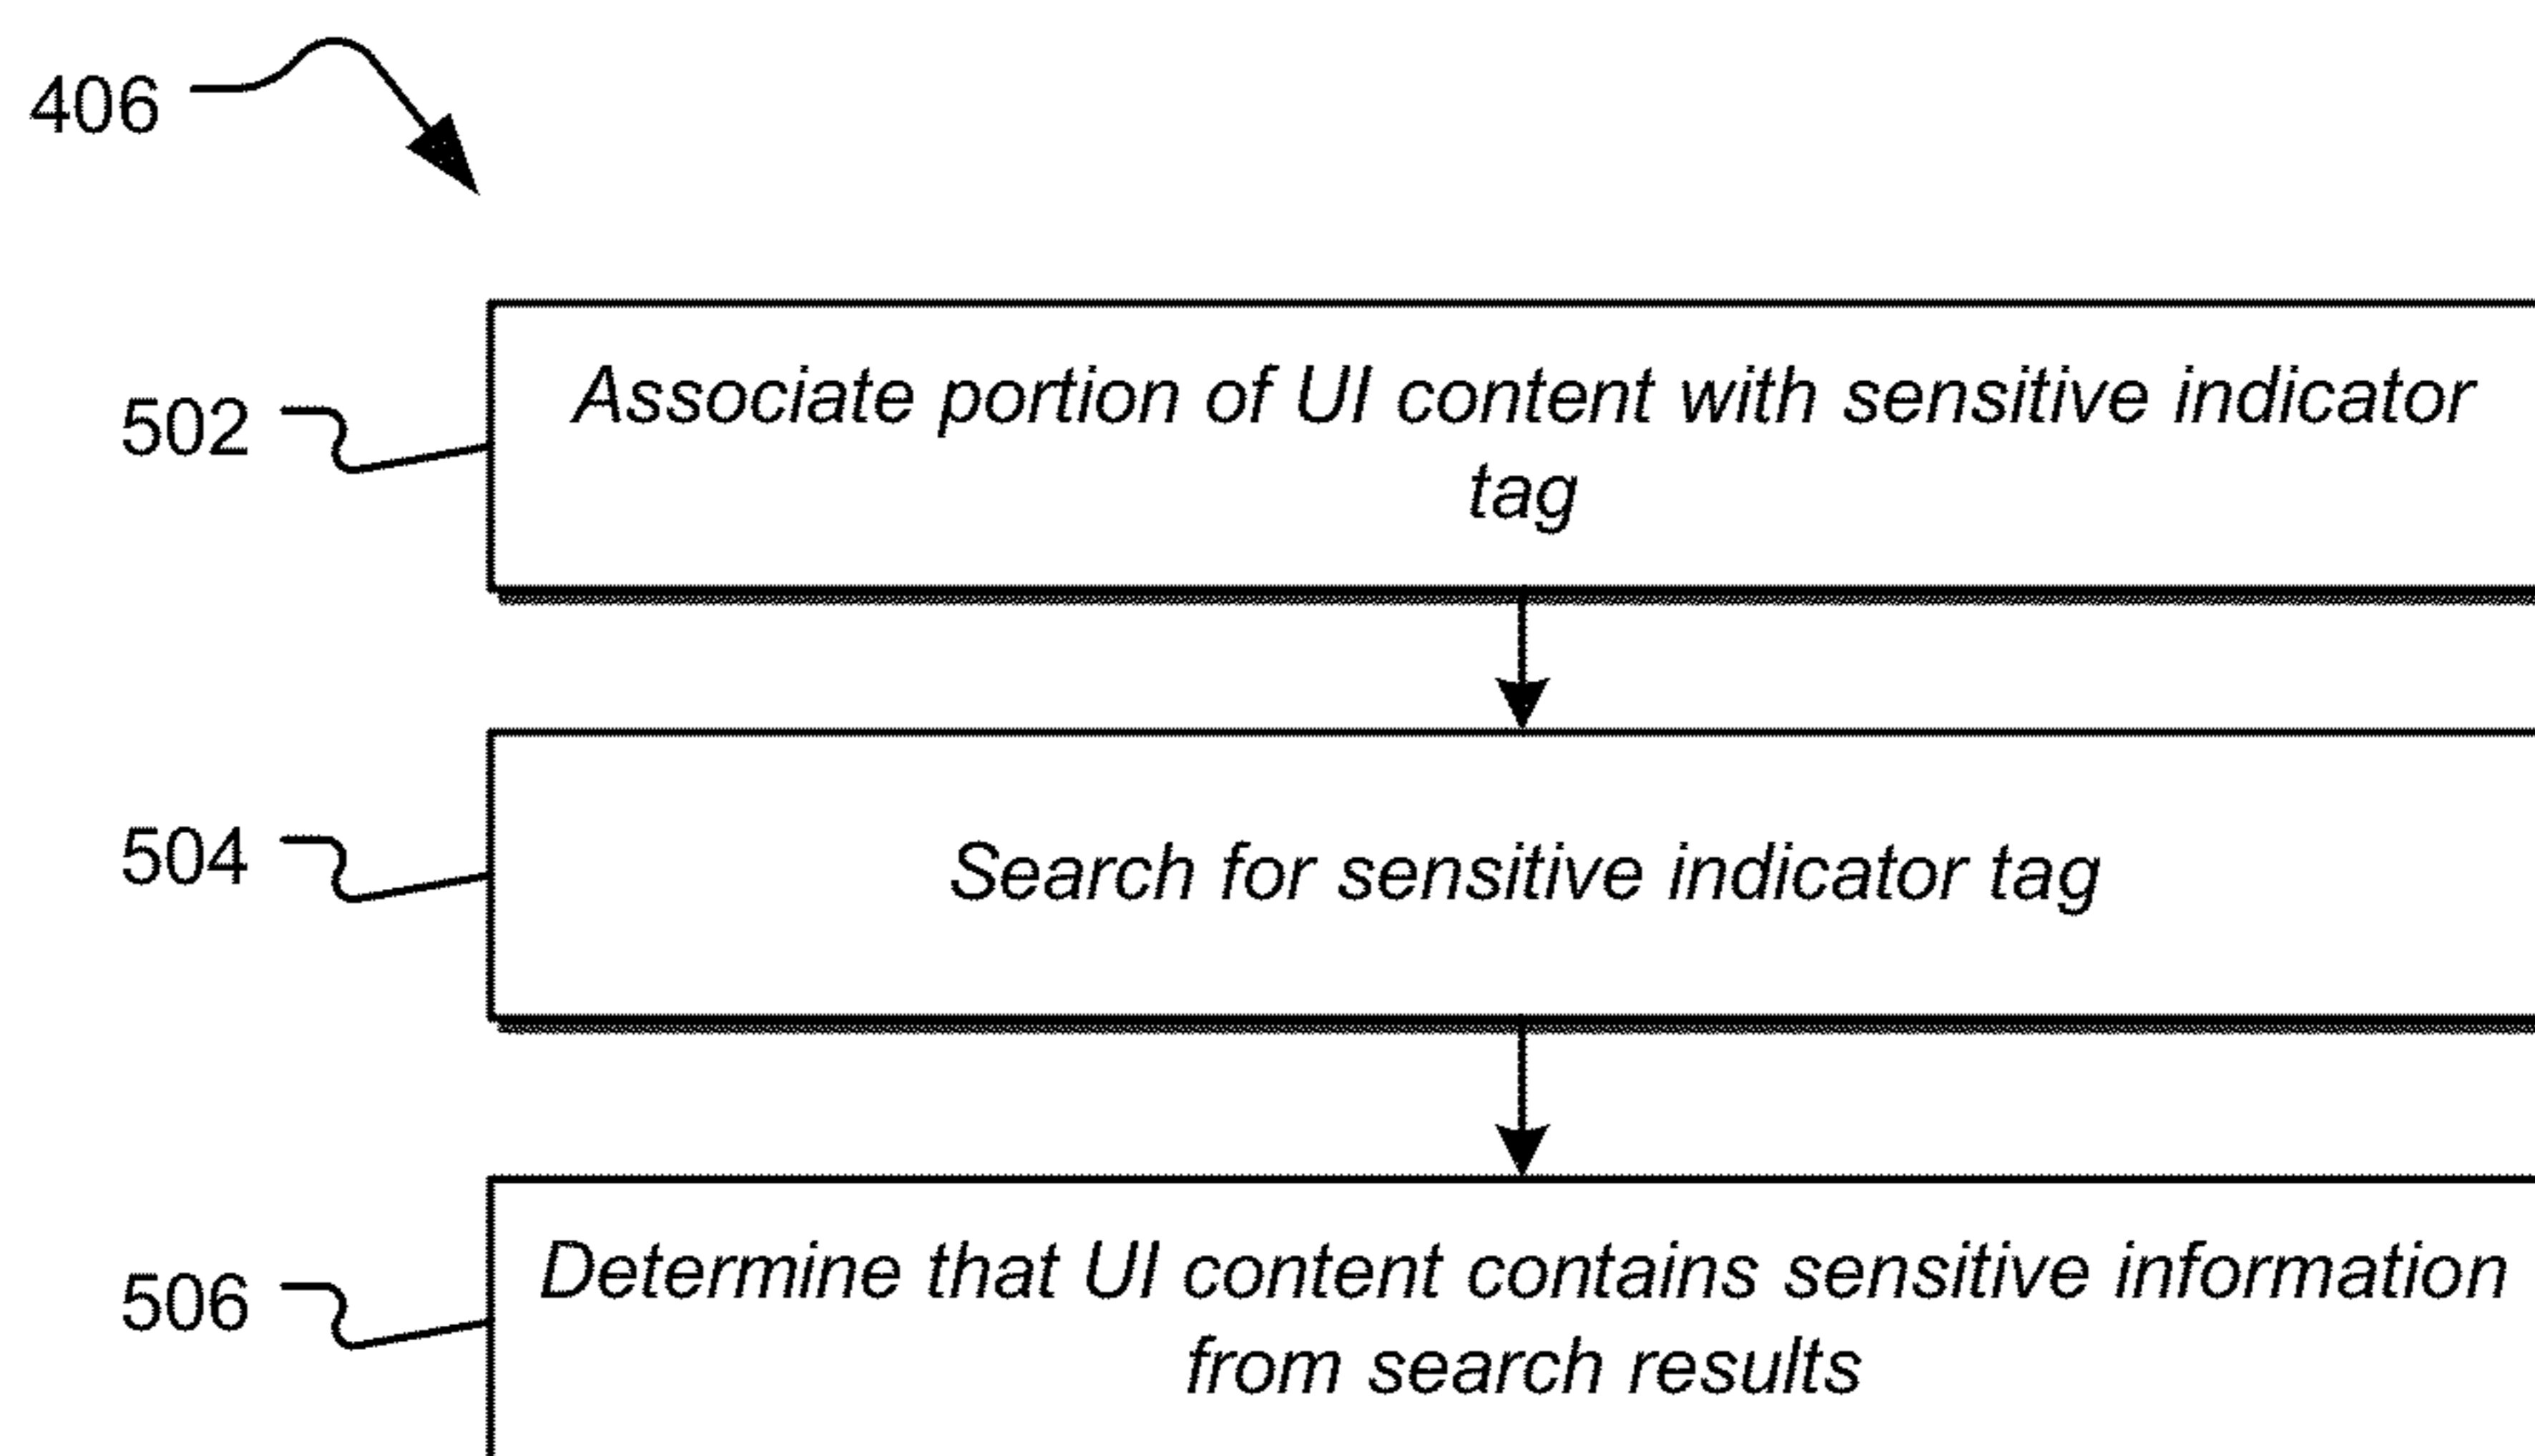 406
502
Associate portion of UI content with sensitive indicator
tag
504
Search for sensitive indicator tag
506
Determine that UI content contains sensitive information
from search results